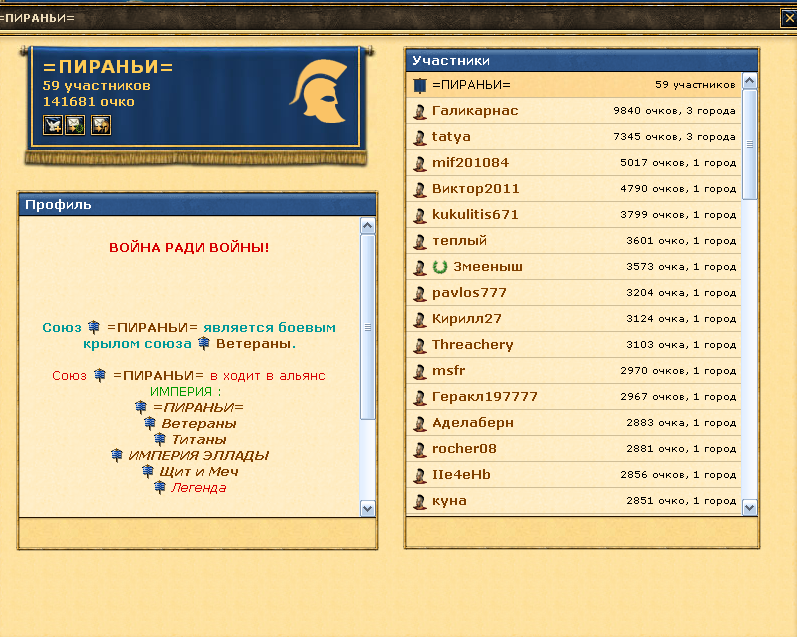 =ПИРАНЬИ=
=ПИРАНЬИ=
59 участников
141681 очко
Профиль
ВОЙНА РАДИ ВОЙНЫ!
Союз =ПИРАНЬИ= является боевым
крылом союза Ветераны.
Союз =ПИРАНЬИ= в ходит в альянс
ИМПЕРИЯ :
=ПИРАНЬИ=
Ветераны
Титаны
ИМПЕРИЯ ЭЛЛАДЫ
Щит и Меч
Легенда
Участники
=ПИРАНЬИ= 59 участников
Галикарнас 9840 очков, 3 города
tatya 7345 очков, 3 города
mif201084 5017 очков, 1 город
Виктор2011 4790 очков, 1 город
kukulitis671 3799 очков, 1 город
теплый 3601 очко, 1 город
Змееныш 3573 очка, 1 город
pavlos777 3204 очка, 1 город
Кирилл27 3124 очка, 1 город
Threachery 3103 очка, 1 город
msfr 2970 очков, 1 город
Геракл197777 2967 очков, 1 город
Аделаберн 2883 очка, 1 город
rocher08 2881 очко, 1 город
IIe4eHb 2856 очков, 1 город
куна 2851 очко, 1 город